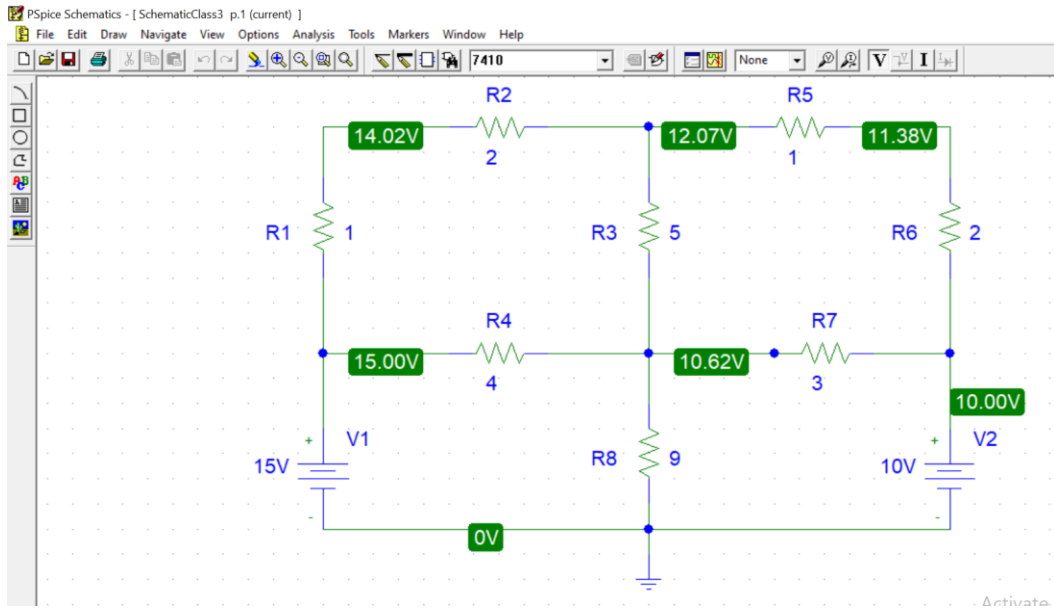 PSpice Schematics - [ SchematicClass3 p.1 (current) ]
File Edit Draw Navigate View Options Analysis Tools Markers Window Help
7410 None V I
ABC
R2 R5
14.02V 12.07V 11.38V
2 1
R1 1 R3 5 R6 2
R4 R7
15.00V 10.62V
4 3
10.00V
+ V1 + V2
15V R8 9 10V
- -
0V
Activate